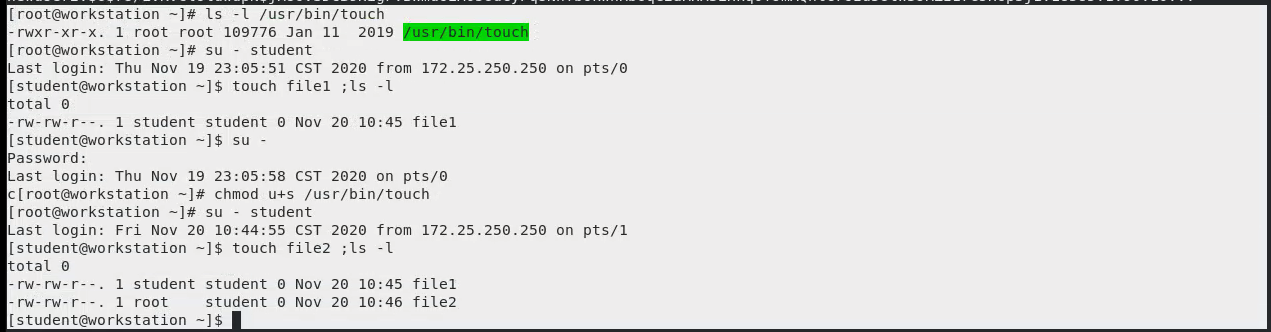 [root@workstation ~]# ls -l /usr/bin/touch
-rwxr-xr-x. 1 root root 109776 Jan 11  2019 /usr/bin/touch
[root@workstation ~]# su - student
Last login: Thu Nov 19 23:05:51 CST 2020 from 172.25.250.250 on pts/0
[student@workstation ~]$ touch file1 ;ls -l
total 0
-rw-rw-r--. 1 student student 0 Nov 20 10:45 file1
[student@workstation ~]$ su -
Password:
Last login: Thu Nov 19 23:05:58 CST 2020 on pts/0
c[root@workstation ~]# chmod u+s /usr/bin/touch
[root@workstation ~]# su - student
Last login: Fri Nov 20 10:44:55 CST 2020 from 172.25.250.250 on pts/1
[student@workstation ~]$ touch file2 ;ls -l
total 0
-rw-rw-r--. 1 student student 0 Nov 20 10:45 file1
-rw-rw-r--. 1 root    student 0 Nov 20 10:46 file2
[student@workstation ~]$